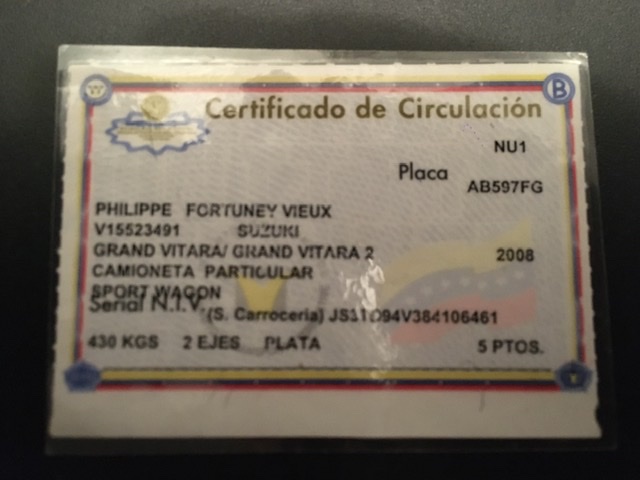 B
Certificado de Circulación
NU1
Placa AB597FG
PHILIPPE FORTUNEY VIEUX
V15523491 SUZUKI
GRAND VITARA/ GRAND VITARA 2 2008
CAMIONETA PARTICULAR
SPORT WAGON
Serial N.I.V. (S. Carroceria) JS3TD94V384106461
430 KGS 2 EJES PLATA 5 PTOS.